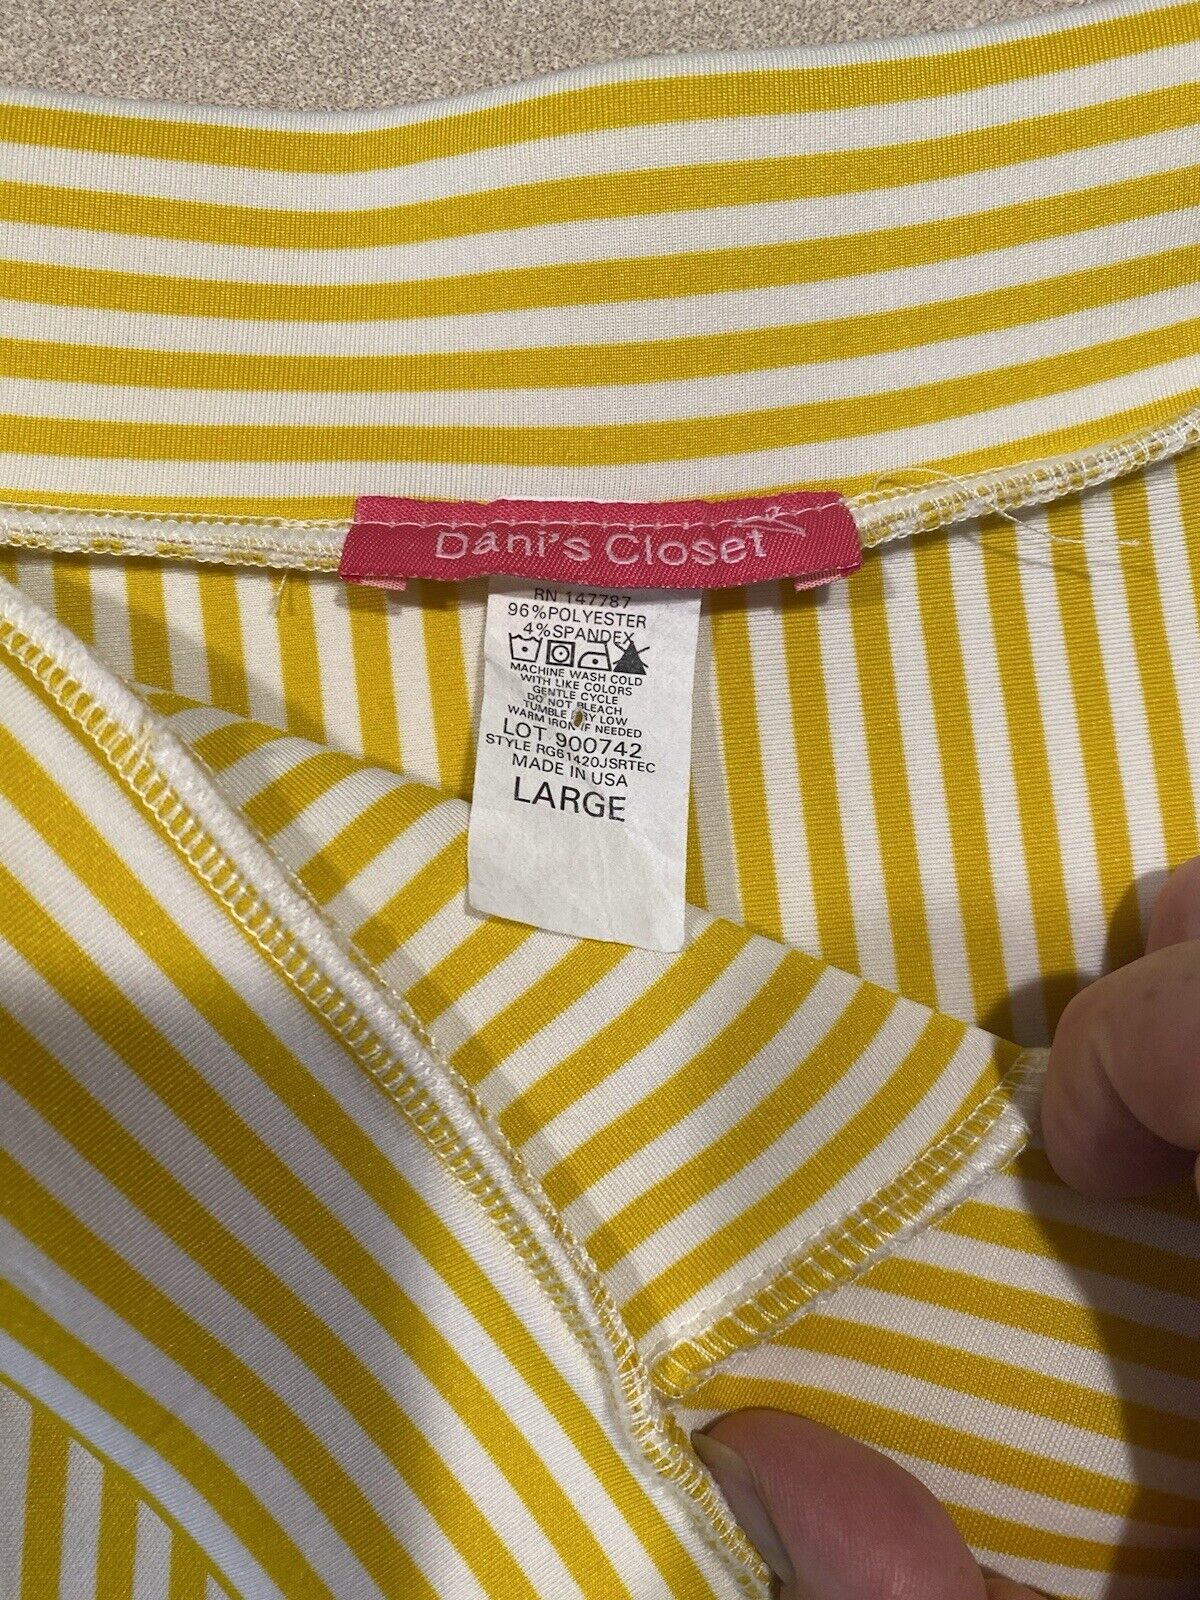 Dani's Closet
RN 147787
96%POLYESTER
4%SPANDEX
MACHINE WASH COLD
WITH LIKE COLORS
GENTLE CYCLE
DO NOT BLEACH
TUMBLE DRY LOW
WARM IRON IF NEEDED
LOT 900742
STYLE RG61420JSRTEC
MADE IN USA
LARGE